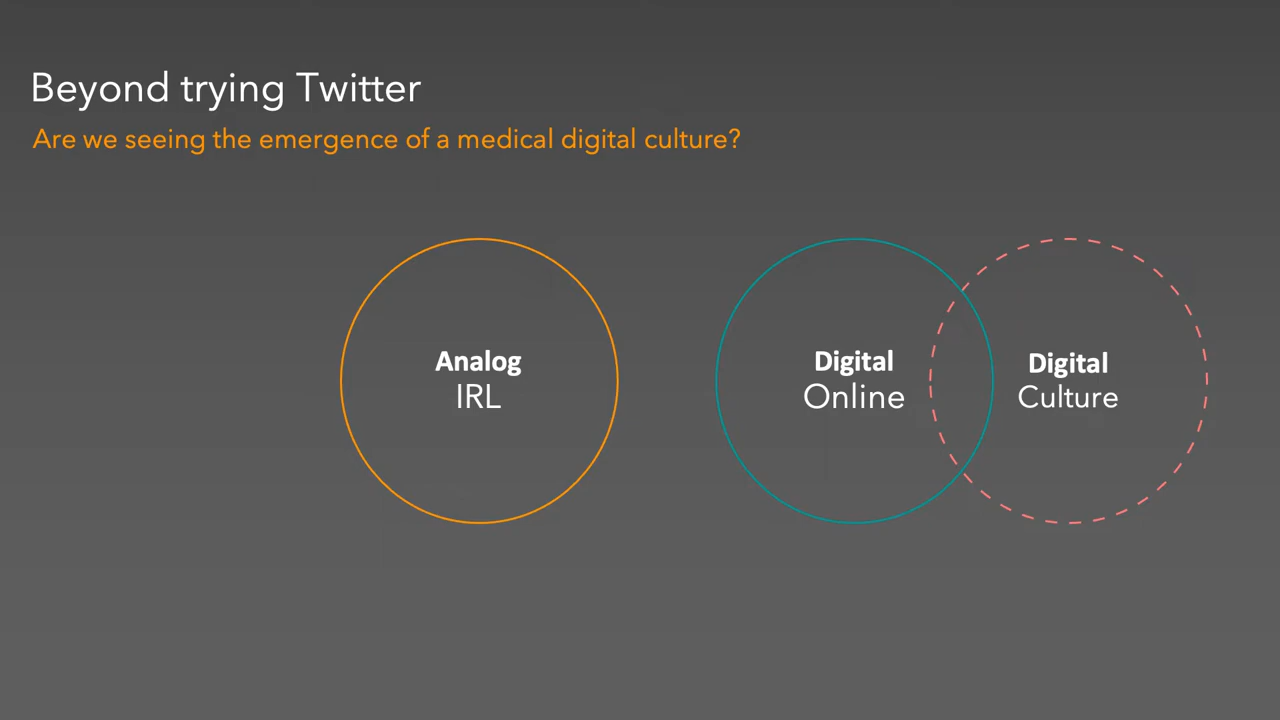 Beyond trying Twitter
Are we seeing the emergence of a medical digital culture?
Analog
IRL
Digital
Online
Digital
Culture